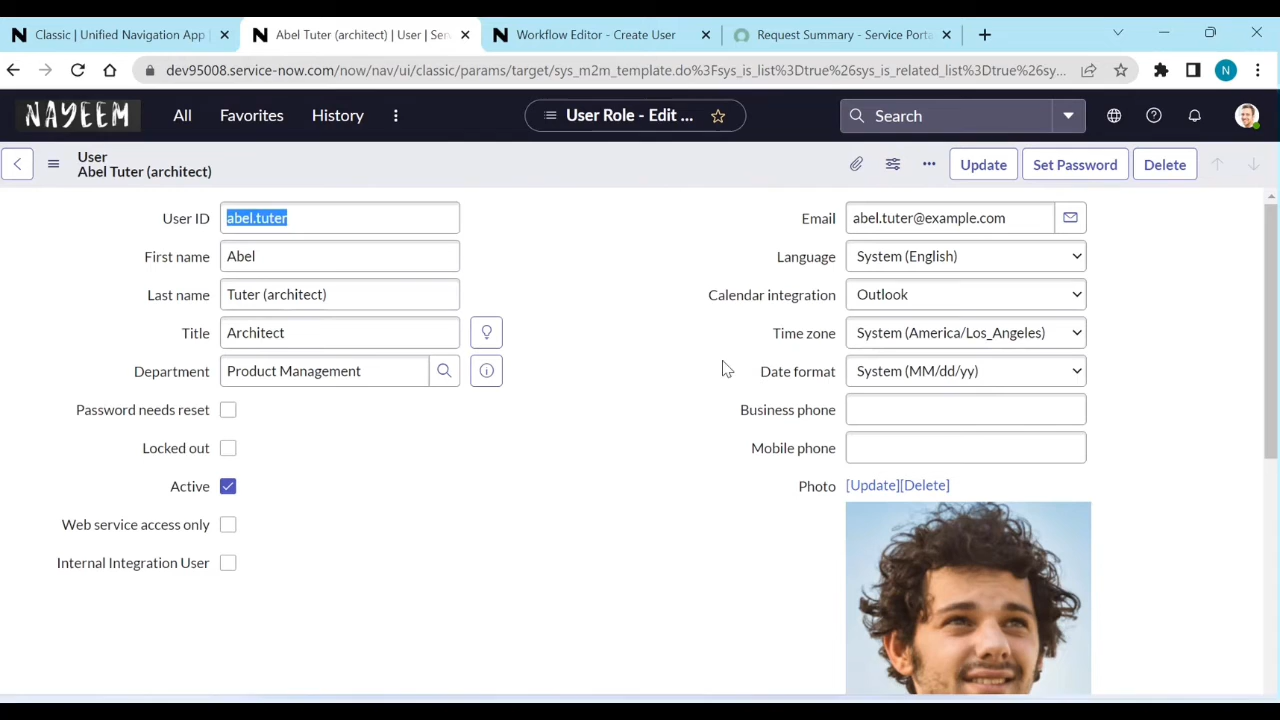 Classic | Unified Navigation App
Abel Tuter (architect) | User | Ser
Workflow Editor - Create User
Request Summary - Service Porta
dev95008.service-now.com/now/nav/ui/classic/params/target/sys_m2m_template.do%3Fsys_is_list%3Dtrue%26sys_is_related_list%3Dtrue%26sy...
N
NAYEEM
All
Favorites
History
User Role - Edit ...
Search
User
Abel Tuter (architect)
Update
Set Password
Delete
User ID
abel.tuter
First name
Abel
Last name
Tuter (architect)
Title
Architect
Department
Product Management
Password needs reset
Locked out
Active
Web service access only
Internal Integration User
Email
abel.tuter@example.com
Language
System (English)
Calendar integration
Outlook
Time zone
System (America/Los_Angeles)
Date format
System (MM/dd/yy)
Business phone
Mobile phone
Photo
[Update][Delete]